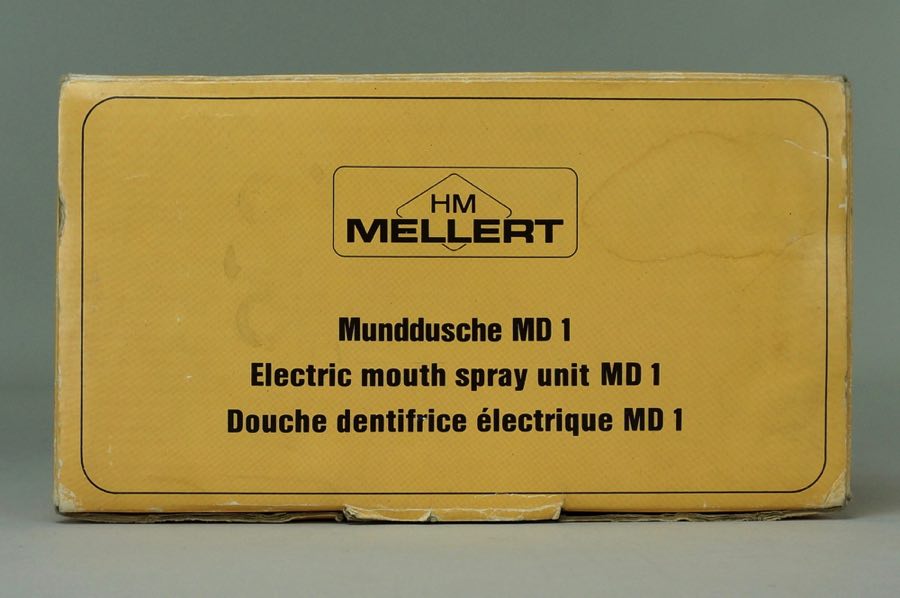 HM
MELLERT
Munddusche MD 1
Electric mouth spray unit MD 1
Douche dentifrice électrique MD 1